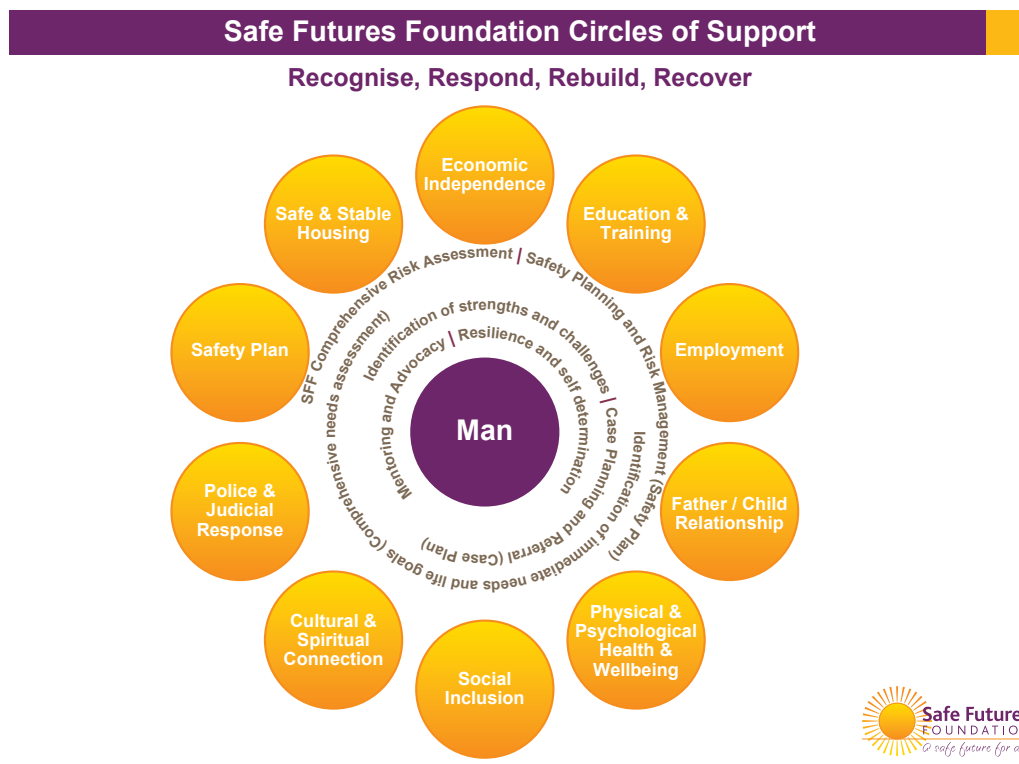 Safe Futures Foundation Circles of Support
Recognise, Respond, Rebuild, Recover
Economic
Independence
Education &
Training
Employment
Father / Child
Relationship
Physical &
Psychological
Health &
Wellbeing
Social
Inclusion
Cultural &
Spiritual
Connection
Police &
Judicial
Response
Safety Plan
Safe & Stable
Housing
SFF Comprehensive Risk Assessment | Safety Planning and Risk Management (Safety Plan)
Identification of immediate needs and life goals (Comprehensive needs assessment)
Identification of strengths and challenges | Case Planning and Referral (Case Plan)
Mentoring and Advocacy | Resilience and self determination
Man
Safe Future
FOUNDATIO
a safe future for a